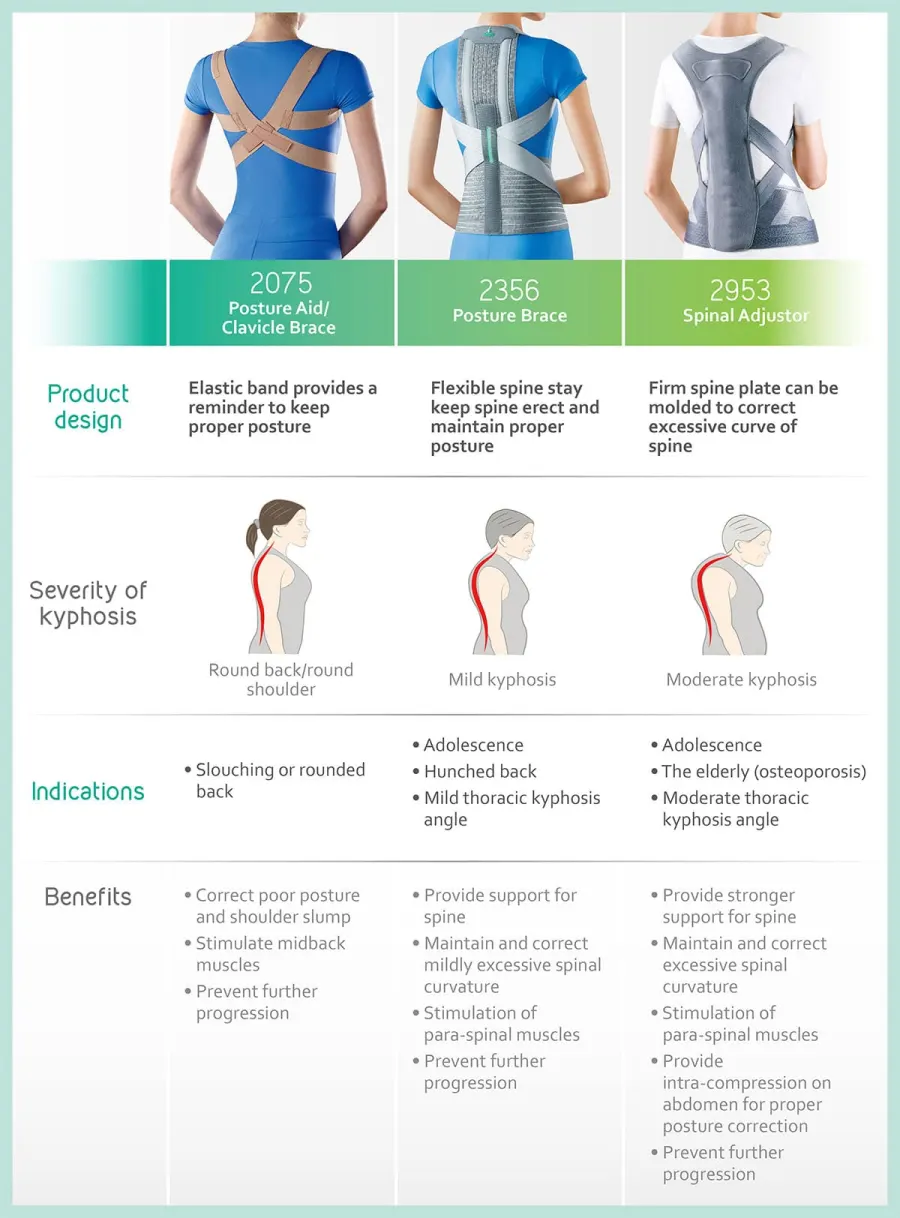 2075
Posture Aid/
Clavicle Brace
2356
Posture Brace
2953
Spinal Adjustor
Product
design
Elastic band provides a
reminder to keep
proper posture
Flexible spine stay
keep spine erect and
maintain proper
posture
Firm spine plate can be
molded to correct
excessive curve of
spine
Severity of
kyphosis
Round back/round
shoulder
Mild kyphosis
Moderate kyphosis
Indications
• Slouching or rounded
back
• Adolescence
• Hunched back
• Mild thoracic kyphosis
angle
• Adolescence
• The elderly (osteoporosis)
• Moderate thoracic
kyphosis angle
Benefits
• Correct poor posture
and shoulder slump
• Stimulate midback
muscles
• Prevent further
progression
• Provide support for
spine
• Maintain and correct
mildly excessive spinal
curvature
• Stimulation of
para-spinal muscles
• Prevent further
progression
• Provide stronger
support for spine
• Maintain and correct
excessive spinal
curvature
• Stimulation of
para-spinal muscles
• Provide
intra-compression on
abdomen for proper
posture correction
• Prevent further
progression